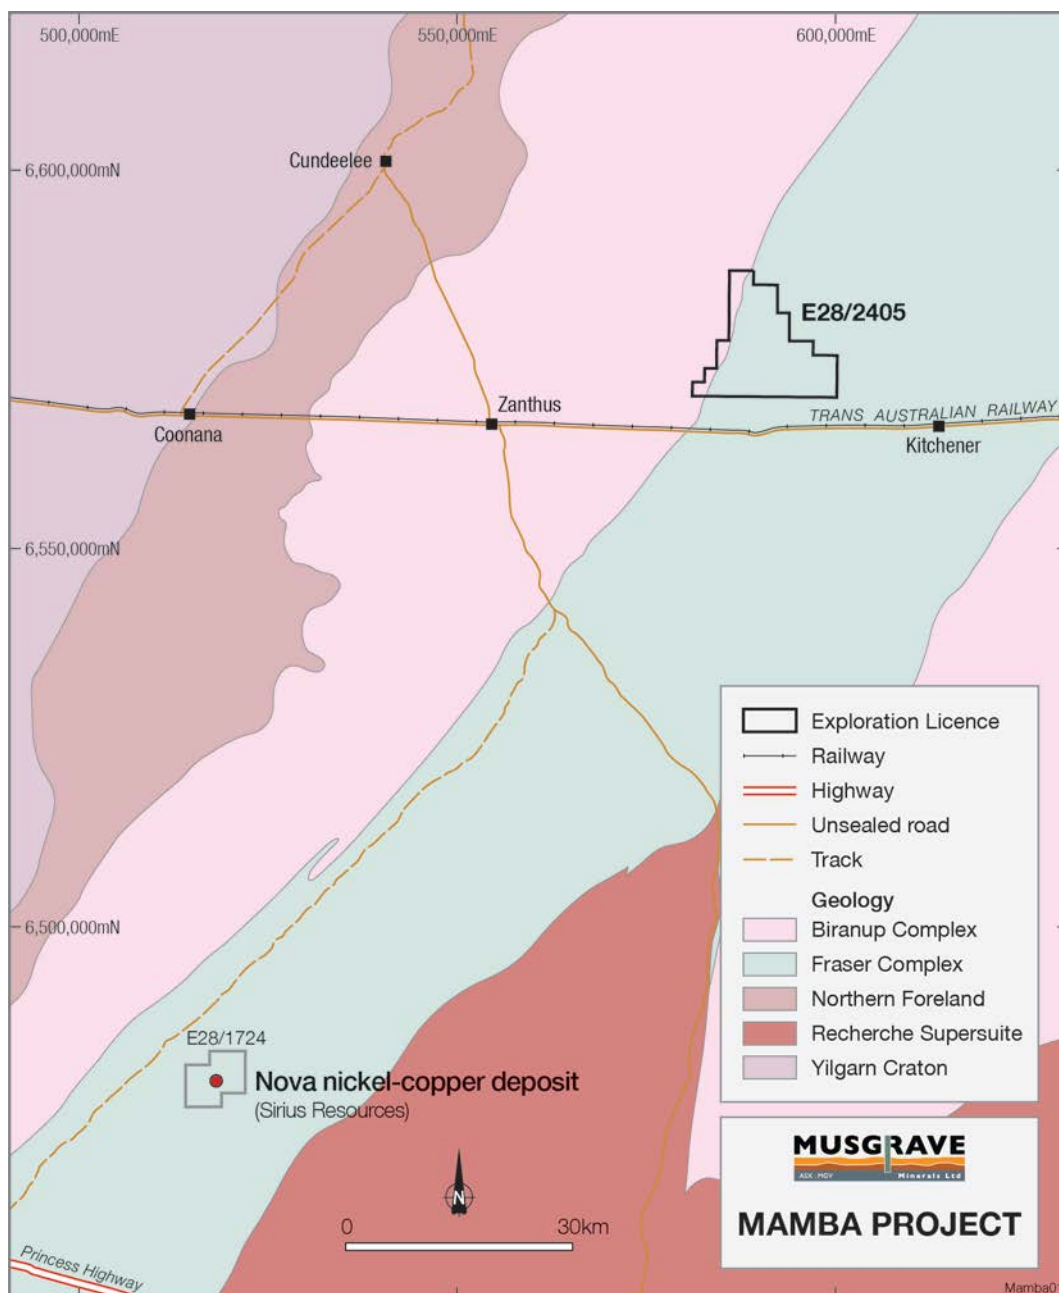 500,000mE
550,000mE
600,000mE
6,600,000mN
Cundeelee
E28/2405
Zanthus
TRANS AUSTRALIAN RAILWAY
Coonana
Kitchener
6,550,000mN
Exploration Licence
Railway
Highway
Unsealed road
Track
Geology
Biranup Complex
Fraser Complex
Northern Foreland
Recherche Supersuite
Yilgarn Craton
6,500,000mN
E28/1724
Nova nickel-copper deposit
(Sirius Resources)
N
0 30km
Princess Highway
MUSGRAVE
ASX : MGV Minerals Ltd
MAMBA PROJECT